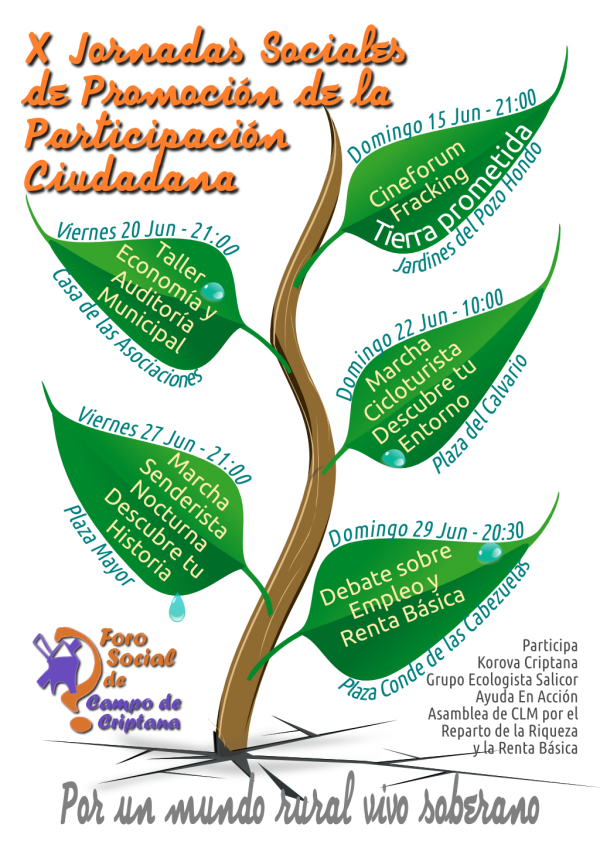 X Jornadas Sociales
de Promoción de la
Participación
Ciudadana
Domingo 15 Jun - 21:00
Cineforum
Fracking
Tierra prometida
Jardines del Pozo Hondo
Viernes 20 Jun - 21:00
Taller
Economía y
Auditoría
Municipal
Casa de las Asociaciones
Domingo 22 Jun - 10:00
Marcha
Cicloturista
Descubre tu
Entorno
Plaza del Calvario
Viernes 27 Jun - 21:00
Marcha
Senderista
Nocturna
Descubre tu
Historia
Plaza Mayor
Domingo 29 Jun - 20:30
Debate sobre
Empleo y
Renta Básica
Plaza Conde de las Cabezuelas
Foro
Social
de
Campo de
Criptana
Participa
Korova Criptana
Grupo Ecologista Salicor
Ayuda En Acción
Asamblea de CLM por el
Reparto de la Riqueza
y la Renta Básica
Por un mundo rural vivo soberano